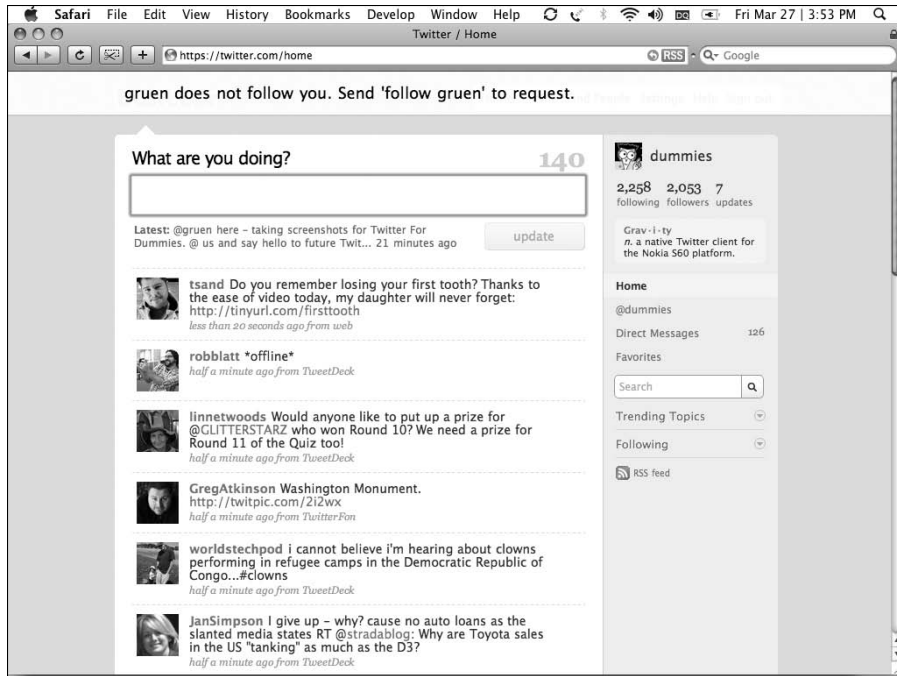 Safari File Edit View History Bookmarks Develop Window Help Fri Mar 27 | 3:53 PM
Twitter / Home
https://twitter.com/home RSS Google
gruen does not follow you. Send 'follow gruen' to request.
What are you doing? 140
Latest: @gruen here – taking screenshots for Twitter For
Dummies. @ us and say hello to future Twit... 21 minutes ago
update
tsand Do you remember losing your first tooth? Thanks to
the ease of video today, my daughter will never forget:
http://tinyurl.com/firsttooth
less than 20 seconds ago from web
robblatt *offline*
half a minute ago from TweetDeck
linnetwoods Would anyone like to put up a prize for
@GLITTERSTARZ who won Round 10? We need a prize for
Round 11 of the Quiz too!
half a minute ago from TweetDeck
GregAtkinson Washington Monument.
http://twitpic.com/2i2wx
half a minute ago from TwitterFon
worldstechpod i cannot believe i'm hearing about clowns
performing in refugee camps in the Democratic Republic of
Congo...#clowns
half a minute ago from TweetDeck
JanSimpson I give up – why? cause no auto loans as the
slanted media states RT @stradablog: Why are Toyota sales
in the US "tanking" as much as the D3?
half a minute ago from TweetDeck
dummies
2,258 2,053 7
following followers updates
Grav·i·ty
n. a native Twitter client for
the Nokia S60 platform.
Home
@dummies
Direct Messages 126
Favorites
Search
Trending Topics
Following
RSS feed